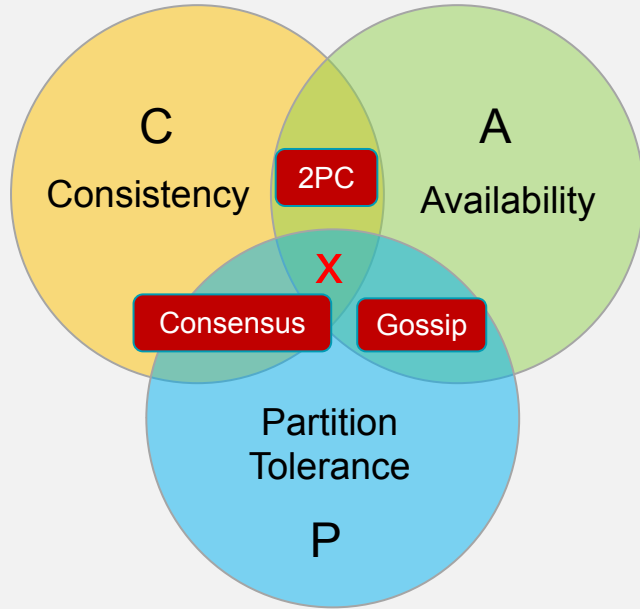 C
Consistency
A
Availability
2PC
X
Consensus
Gossip
Partition
Tolerance
P